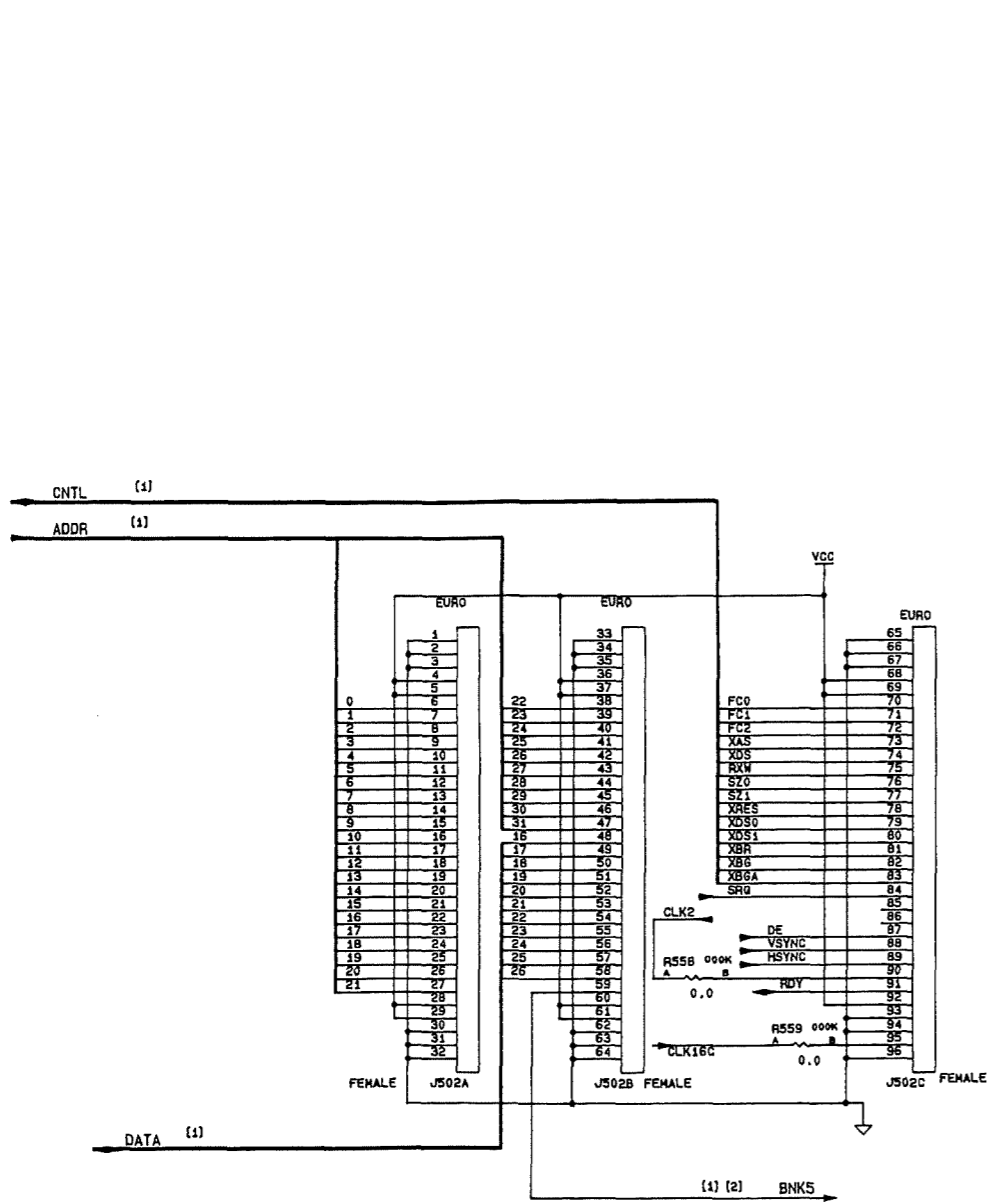 CNTL (1)
ADDR (1)
VCC
EURO EURO EURO
1 33 65
2 34 66
3 35 67
4 36 68
5 37 69
0 6 22 38 FC0 70
1 7 23 39 FC1 71
2 8 24 40 FC2 72
3 9 25 41 XAS 73
4 10 26 42 XDS 74
5 11 27 43 RXW 75
6 12 28 44 SZ0 76
7 13 29 45 SZ1 77
8 14 30 46 XRES 78
9 15 31 47 XDS0 79
10 16 16 48 XDS1 80
11 17 17 49 XBR 81
12 18 18 50 XBG 82
13 19 19 51 XBGA 83
14 20 20 52 SRQ 84
15 21 21 53 85
16 22 22 54 CLK2 86
17 23 23 55 DE 87
18 24 24 56 VSYNC 88
19 25 25 57 HSYNC 89
20 26 26 58 R558 000K A B 90
21 27 59 0.0 RDY 91
28 60 92
29 61 93
30 62 94
31 63 CLK16C R559 000K A B 95
32 64 0.0 96
FEMALE J502A J502B FEMALE J502C FEMALE
DATA (1)
(1) (2) BNK5